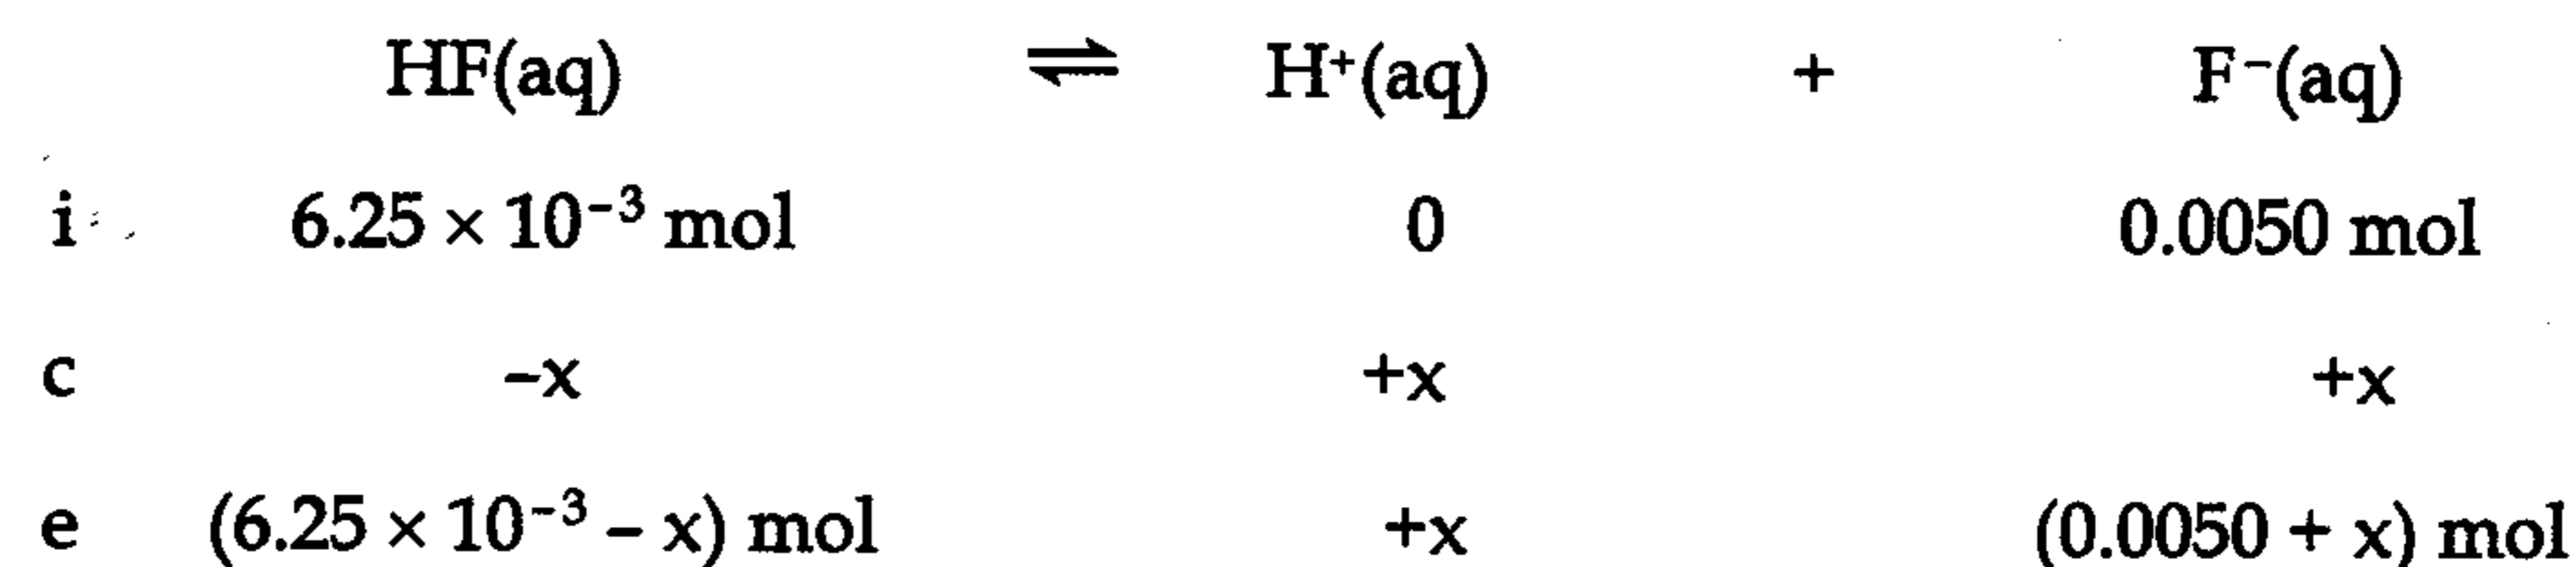 HF(aq) ⇌ H⁺(aq) + F⁻(aq)
i 6.25 × 10⁻³ mol 0 0.0050 mol
c –x +x +x
e (6.25 × 10⁻³ – x) mol +x (0.0050 + x) mol